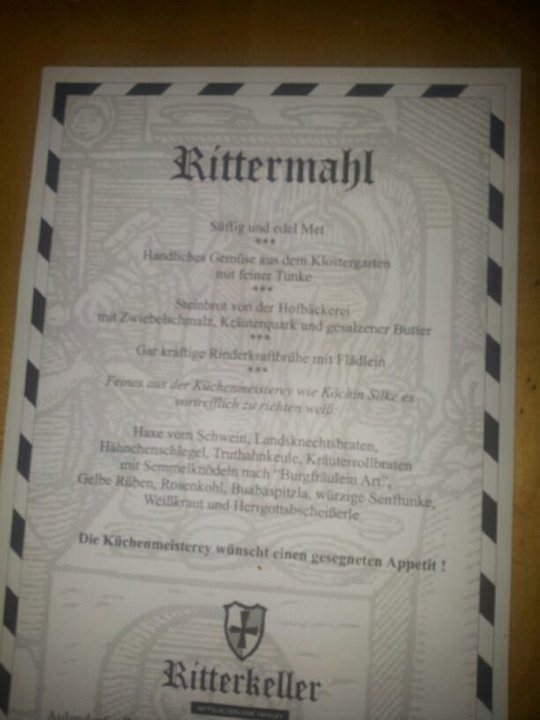 Rittermahl
Süffig und edel Met
***
Handliches Gemüse aus dem Klostergarten
mit feiner Tunke
***
Steinbrot von der Hofbäckerei
mit Zwiebelschmalz, Kräuterquark und gesalzener Butter
***
Gar kräftige Rinderkraftbrühe mit Flädlein
***
Feines aus der Küchenmeisterey wie Köchin Silke es
vortrefflich zu richten weiß:
Haxe vom Schwein, Landsknechtsbraten,
Hähnchenschlegel, Truthahnkeule, Kräuterrollbraten
mit Semmelknödeln nach "Burgfräulein Art",
Gelbe Rüben, Rosenkohl, Buabaspitzla, würzige Senftunke,
Weißkraut und Herrgottsbscheißerle
Die Küchenmeisterey wünscht einen gesegneten Appetit !
Ritterkeller